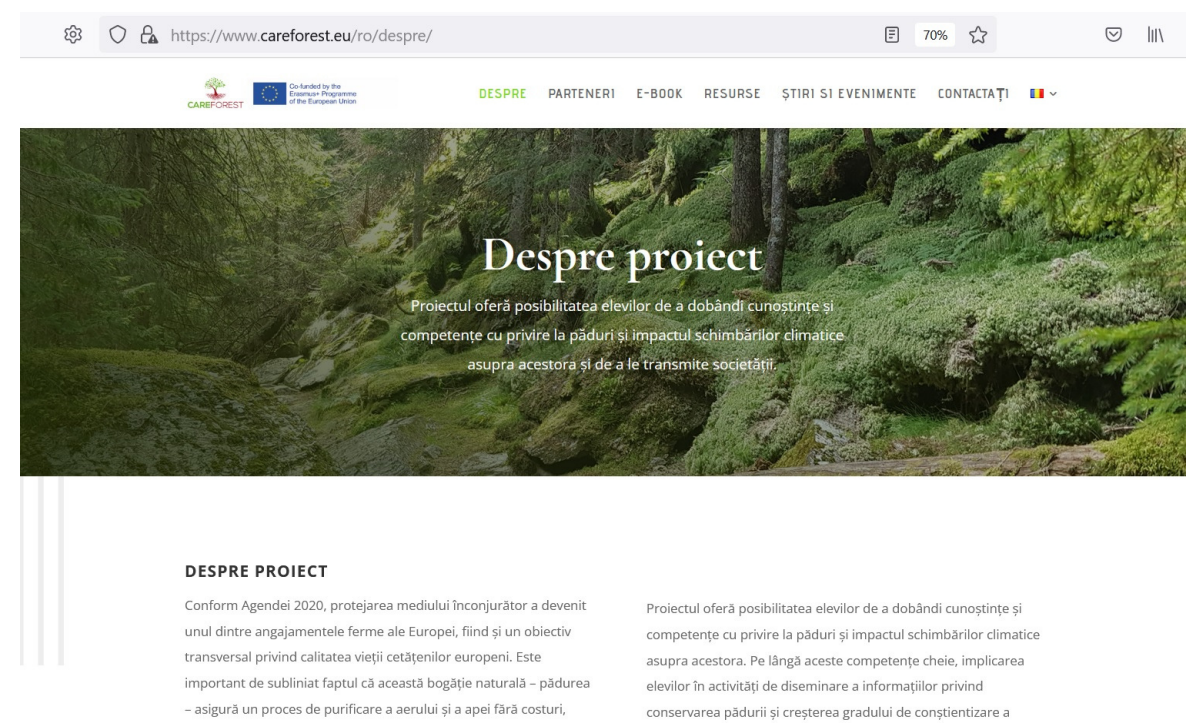 https://www.careforest.eu/ro/despre/
70%
CAREFOREST
Co-funded by the
Erasmus+ Programme
of the European Union
DESPRE PARTENERI E-BOOK RESURSE ȘTIRI SI EVENIMENTE CONTACTAȚI
Despre proiect
Proiectul oferă posibilitatea elevilor de a dobândi cunoștințe și
competențe cu privire la păduri și impactul schimbărilor climatice
asupra acestora și de a le transmite societății.
DESPRE PROIECT
Conform Agendei 2020, protejarea mediului înconjurător a devenit
unul dintre angajamentele ferme ale Europei, fiind și un obiectiv
transversal privind calitatea vieții cetățenilor europeni. Este
important de subliniat faptul că această bogăție naturală – pădurea
– asigură un proces de purificare a aerului și a apei fără costuri,
Proiectul oferă posibilitatea elevilor de a dobândi cunoștințe și
competențe cu privire la păduri și impactul schimbărilor climatice
asupra acestora. Pe lângă aceste competențe cheie, implicarea
elevilor în activități de diseminare a informațiilor privind
conservarea pădurii și creșterea gradului de conștientizare a